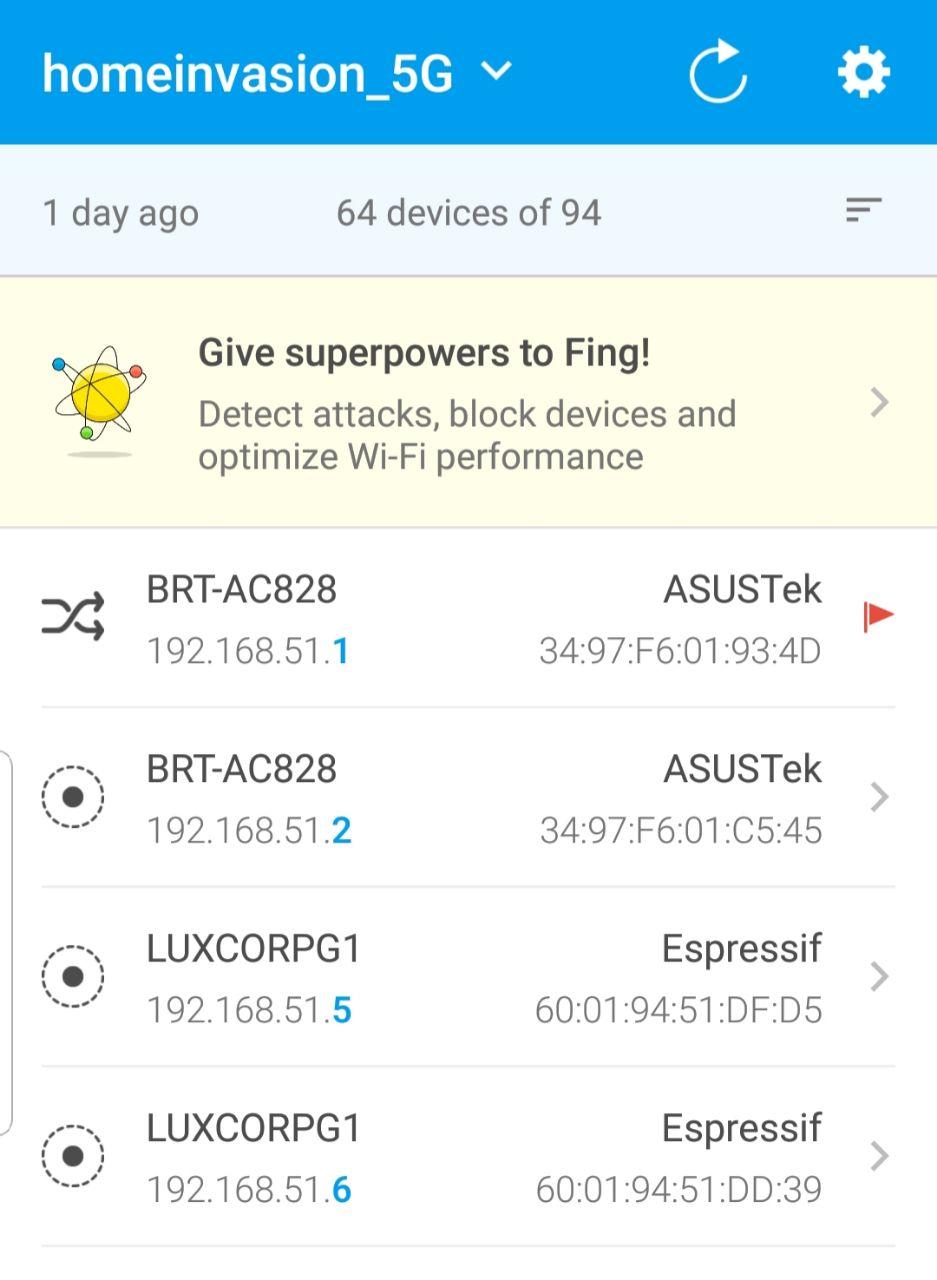 homeinvasion_5G
1 day ago 64 devices of 94
Give superpowers to Fing!
Detect attacks, block devices and
optimize Wi-Fi performance
BRT-AC828 ASUSTek
192.168.51.1 34:97:F6:01:93:4D
BRT-AC828 ASUSTek
192.168.51.2 34:97:F6:01:C5:45
LUXCORPG1 Espressif
192.168.51.5 60:01:94:51:DF:D5
LUXCORPG1 Espressif
192.168.51.6 60:01:94:51:DD:39